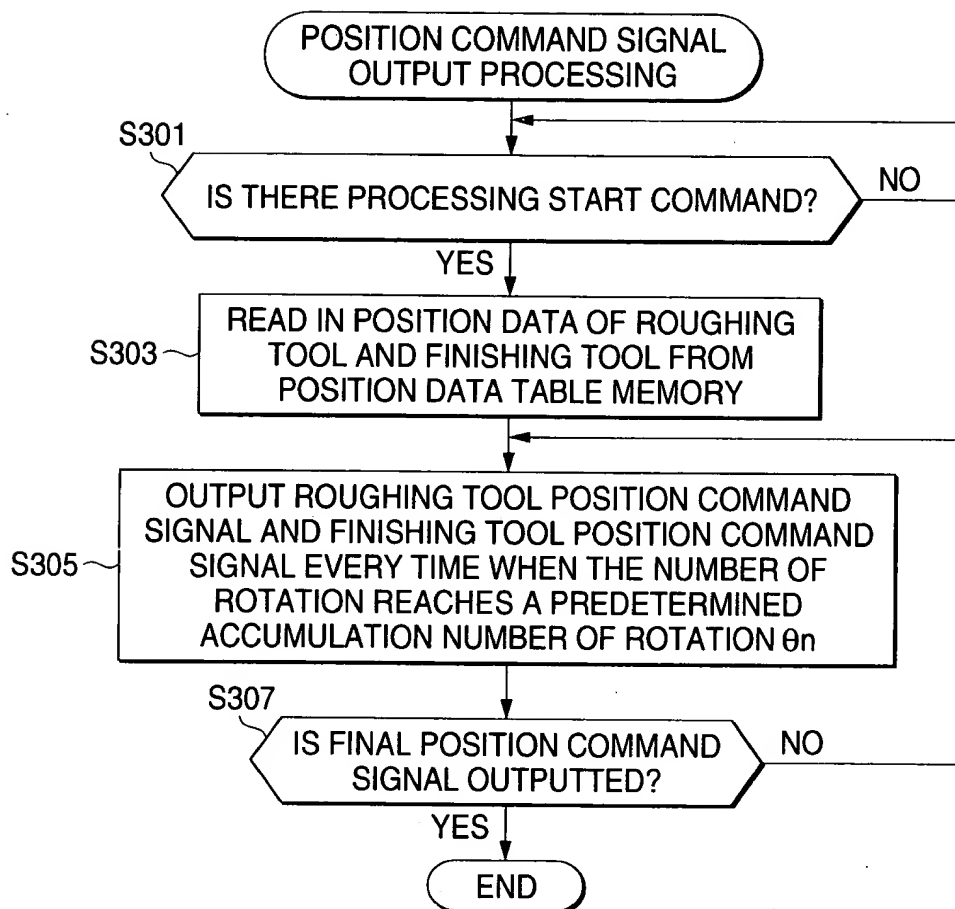 POSITION COMMAND SIGNAL
OUTPUT PROCESSING
S301
IS THERE PROCESSING START COMMAND?
NO
YES
S303
READ IN POSITION DATA OF ROUGHING
TOOL AND FINISHING TOOL FROM
POSITION DATA TABLE MEMORY
S305
OUTPUT ROUGHING TOOL POSITION COMMAND
SIGNAL AND FINISHING TOOL POSITION COMMAND
SIGNAL EVERY TIME WHEN THE NUMBER OF
ROTATION REACHES A PREDETERMINED
ACCUMULATION NUMBER OF ROTATION θn
S307
IS FINAL POSITION COMMAND
SIGNAL OUTPUTTED?
NO
YES
END